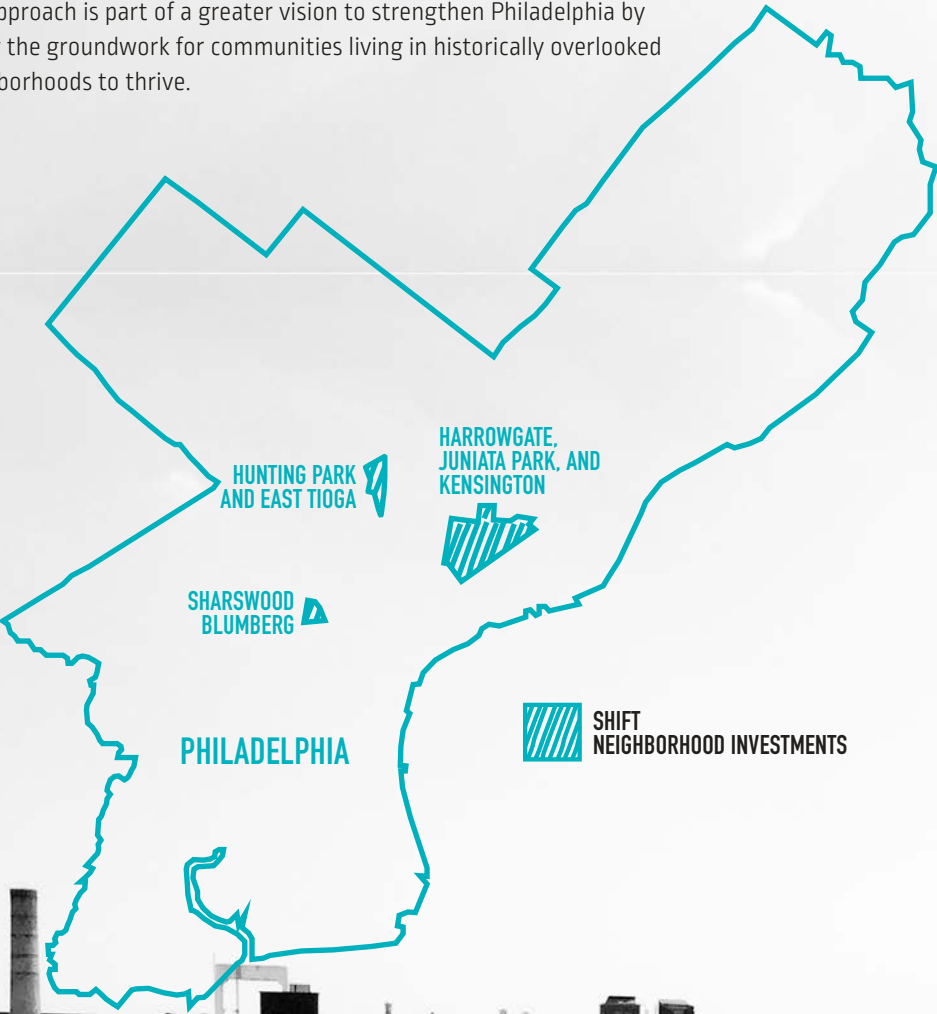 pproach is part of a greater vision to strengthen Philadelphia by
the groundwork for communities living in historically overlooked
borhoods to thrive.
HUNTING PARK
AND EAST TIOGA
HARROWGATE,
JUNIATA PARK, AND
KENSINGTON
SHARSWOOD
BLUMBERG
PHILADELPHIA
SHIFT
NEIGHBORHOOD INVESTMENTS